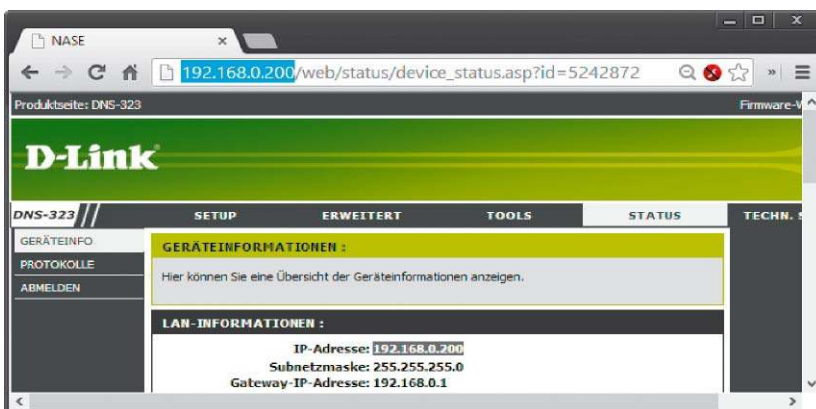 NASE
192.168.0.200/web/status/device_status.asp?id=5242872
Produktseite: DNS-323 Firmware-V
D-Link
DNS-323 SETUP ERWEITERT TOOLS STATUS TECHN. S
GERÄTEINFO
PROTOKOLLE
ABMELDEN
GERÄTEINFORMATIONEN :
Hier können Sie eine Übersicht der Geräteinformationen anzeigen.
LAN-INFORMATIONEN :
IP-Adresse: 192.168.0.200
Subnetzmaske: 255.255.255.0
Gateway-IP-Adresse: 192.168.0.1